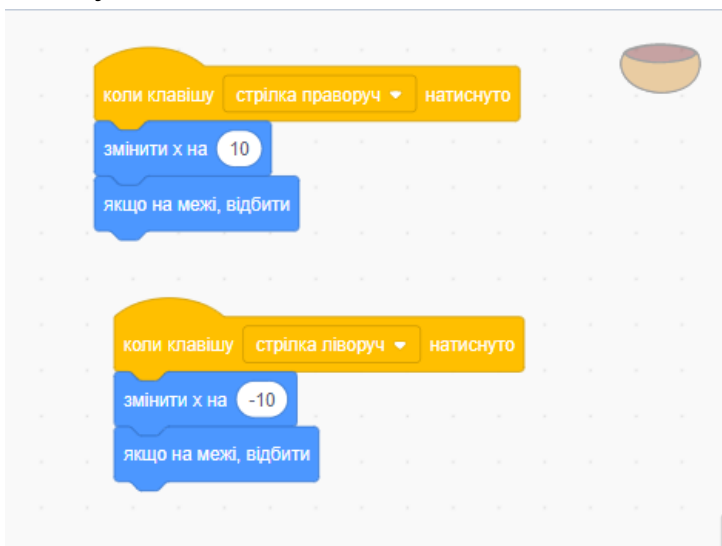 коли клавішу стрілка праворуч натиснуто
змінити x на 10
якщо на межі, відбити
коли клавішу стрілка ліворуч натиснуто
змінити x на -10
якщо на межі, відбити